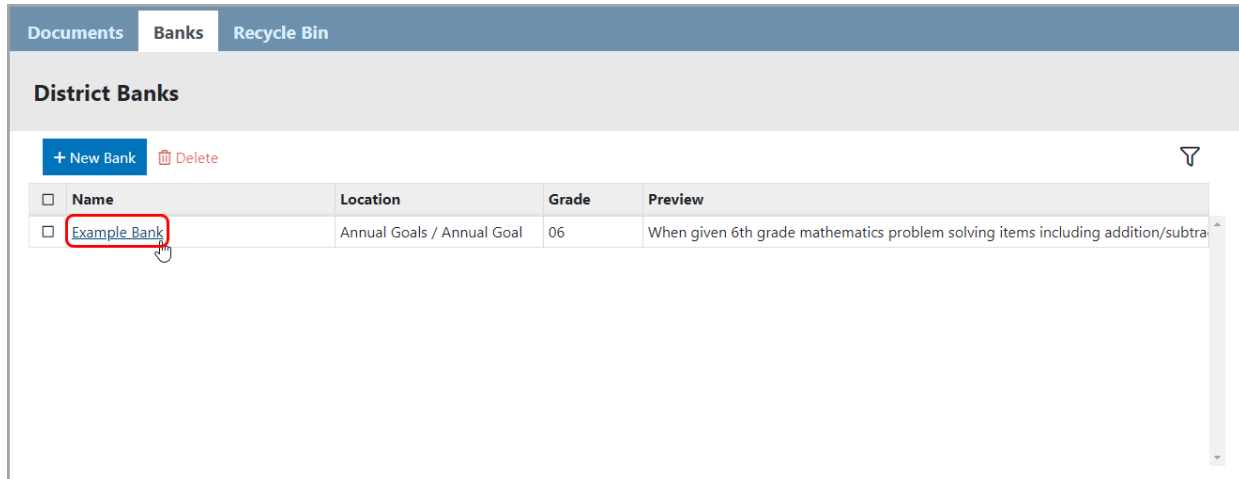 Documents Banks Recycle Bin
District Banks
+ New Bank Delete
Name Location Grade Preview
Example Bank Annual Goals / Annual Goal 06 When given 6th grade mathematics problem solving items including addition/subtra